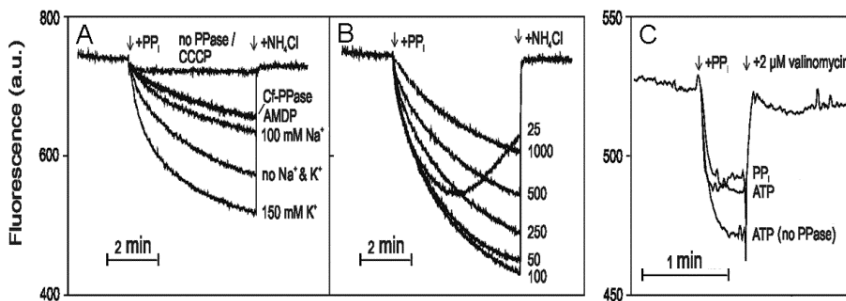 Fluorescence (a.u.)
800
600
400
A
+PPᵢ
no PPase /
CCCP
+NH₄Cl
Cf-PPase
AMDP
100 mM Na⁺
no Na⁺ & K⁺
150 mM K⁺
2 min
B
+PPᵢ
+NH₄Cl
25
1000
500
250
50
100
2 min
550
500
450
C
+PPᵢ
+2 µM valinomycin
PPᵢ
ATP
ATP (no PPase)
1 min